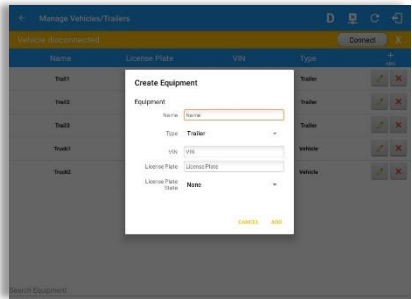 Manage Vehicles/Trailers
D
Vehicle disconnected
Connect
X
Name License Plate VIN Type
ADD
Trail1 Trailer
Trail2 Trailer
Trail3 Trailer
Truck1 Vehicle
Truck2 Vehicle
Create Equipment
Equipment
Name Name
Type Trailer
VIN VIN
License Plate License Plate
License Plate
State None
CANCEL ADD
Search Equipment